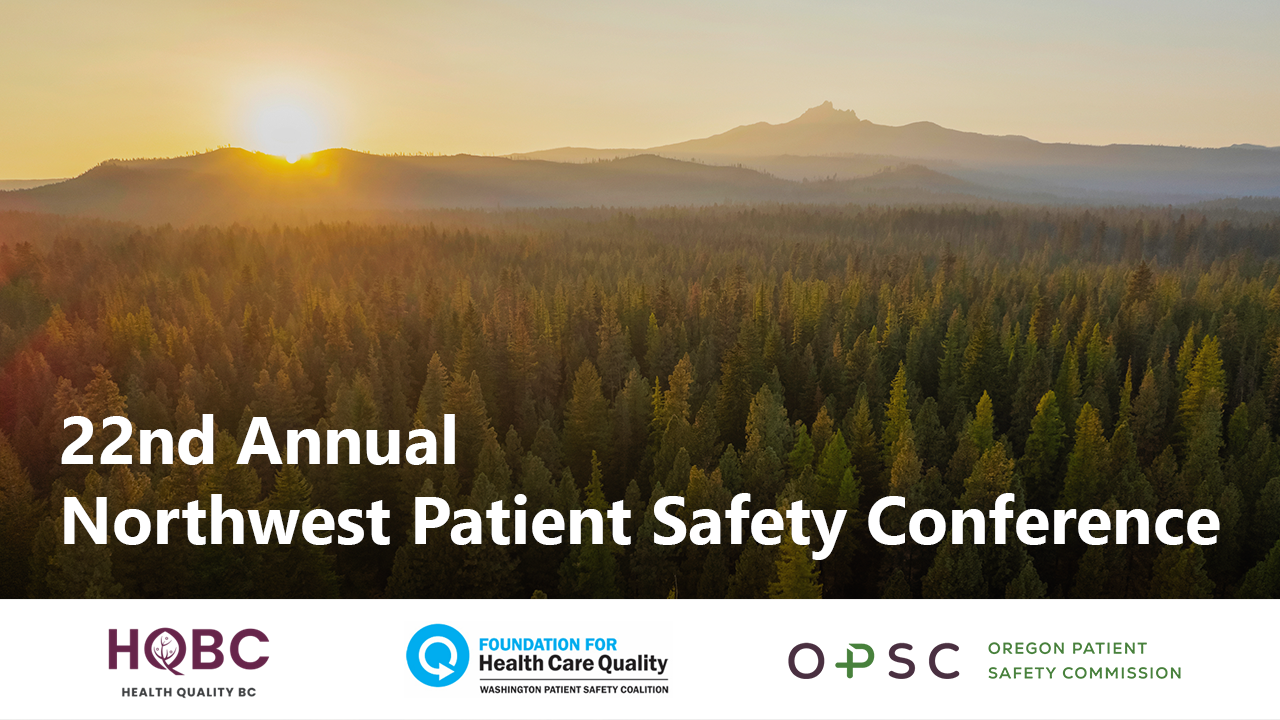 22nd Annual
Northwest Patient Safety Conference
HQBC
HEALTH QUALITY BC
FOUNDATION FOR
Health Care Quality
WASHINGTON PATIENT SAFETY COALITION
OPSC
OREGON PATIENT
SAFETY COMMISSION